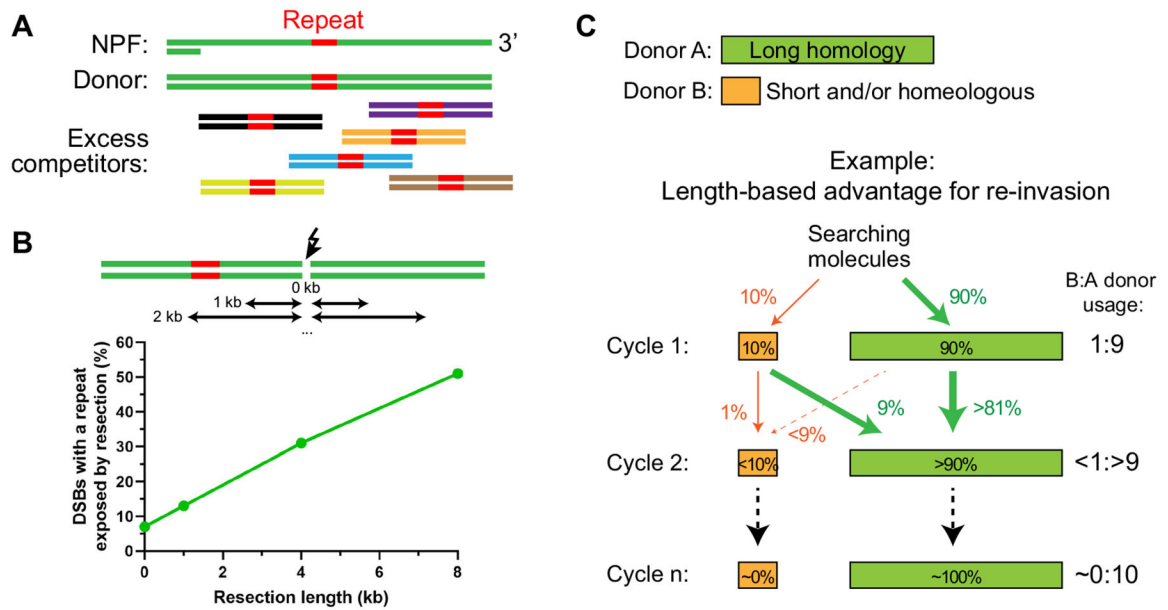 A
Repeat
NPF:
3’
Donor:
Excess
competitors:
B
0 kb
1 kb
2 kb
...
DSBs with a repeat
exposed by resection (%)
60
50
40
30
20
10
0
0
2
4
6
8
Resection length (kb)
C
Donor A:
Long homology
Donor B:
Short and/or homeologous
Example:
Length-based advantage for re-invasion
Searching
molecules
B:A donor
usage:
10%
90%
Cycle 1:
10%
90%
1:9
1%
<9%
9%
>81%
Cycle 2:
<10%
>90%
<1:>9
Cycle n:
~0%
~100%
~0:10